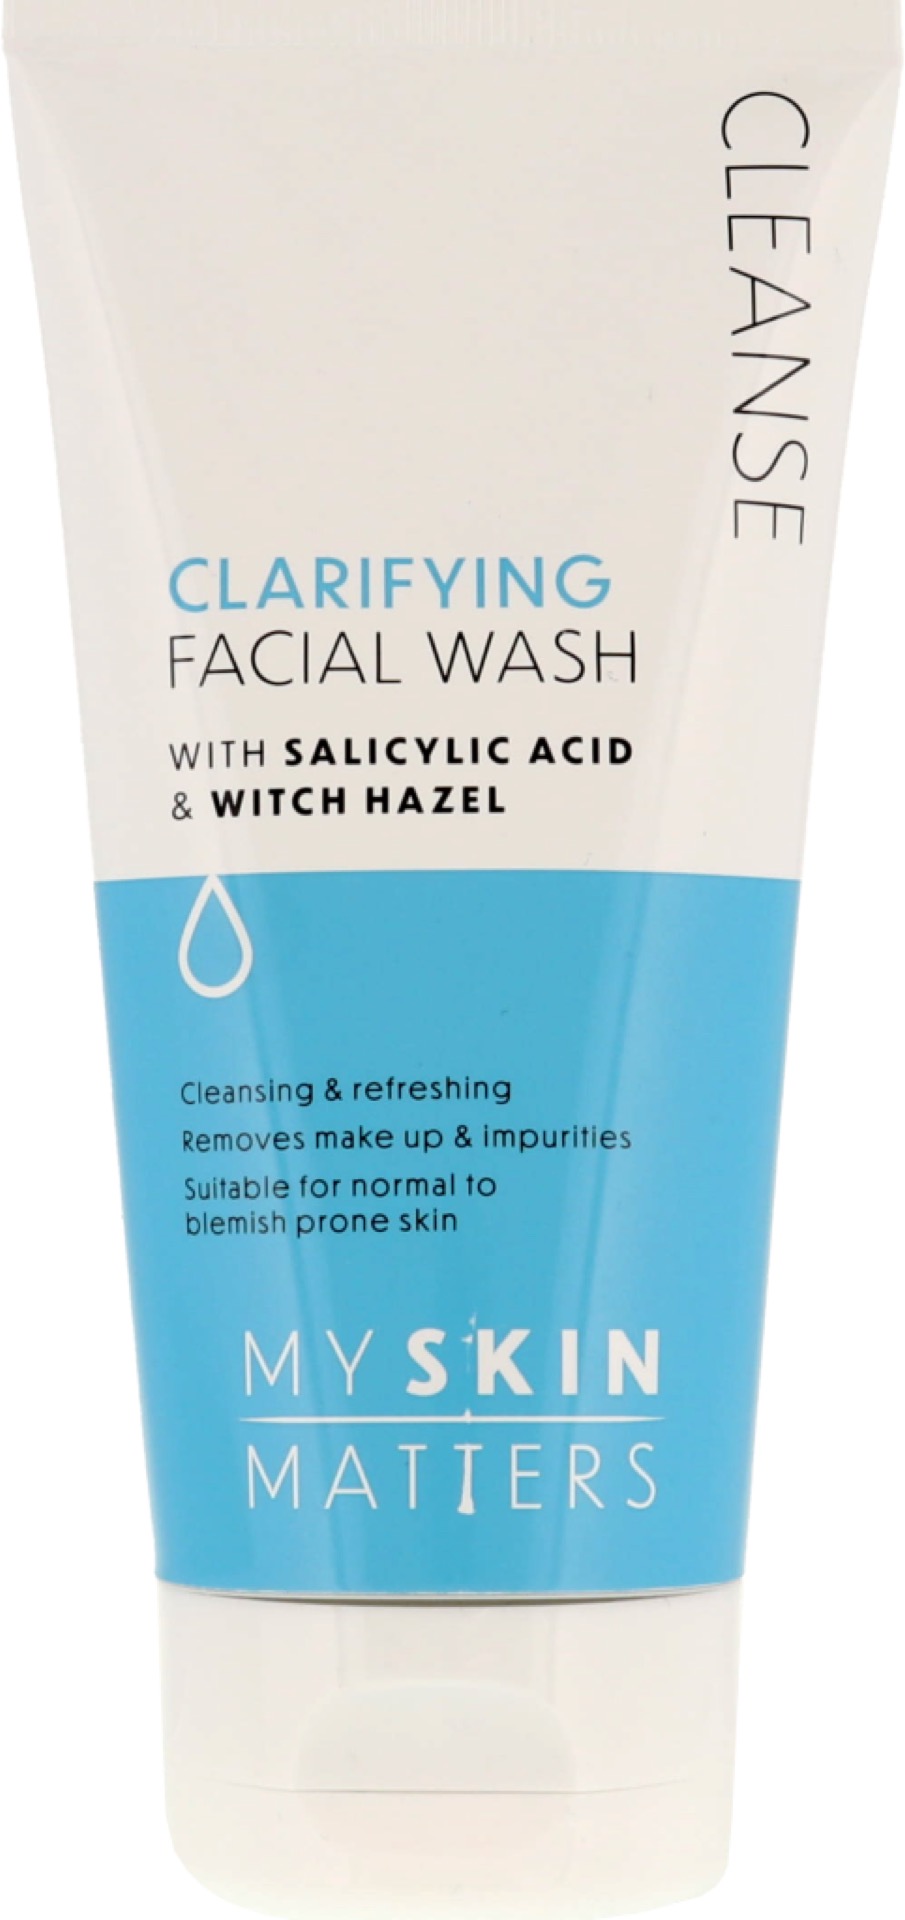 CLEANSE
CLARIFYING
FACIAL WASH
WITH SALICYLIC ACID
& WITCH HAZEL
Cleansing & refreshing
Removes make up & impurities
Suitable for normal to
blemish prone skin
MY SKIN
MATTERS